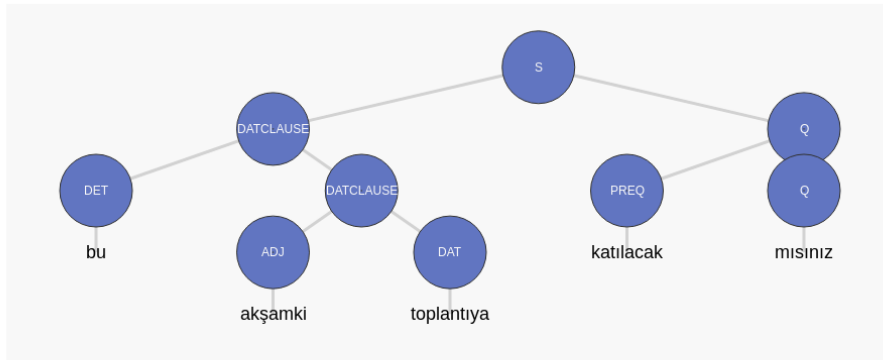 S
DATCLAUSE Q
DET DATCLAUSE PREQ Q
bu ADJ DAT katılacak mısınız
akşamki toplantıya